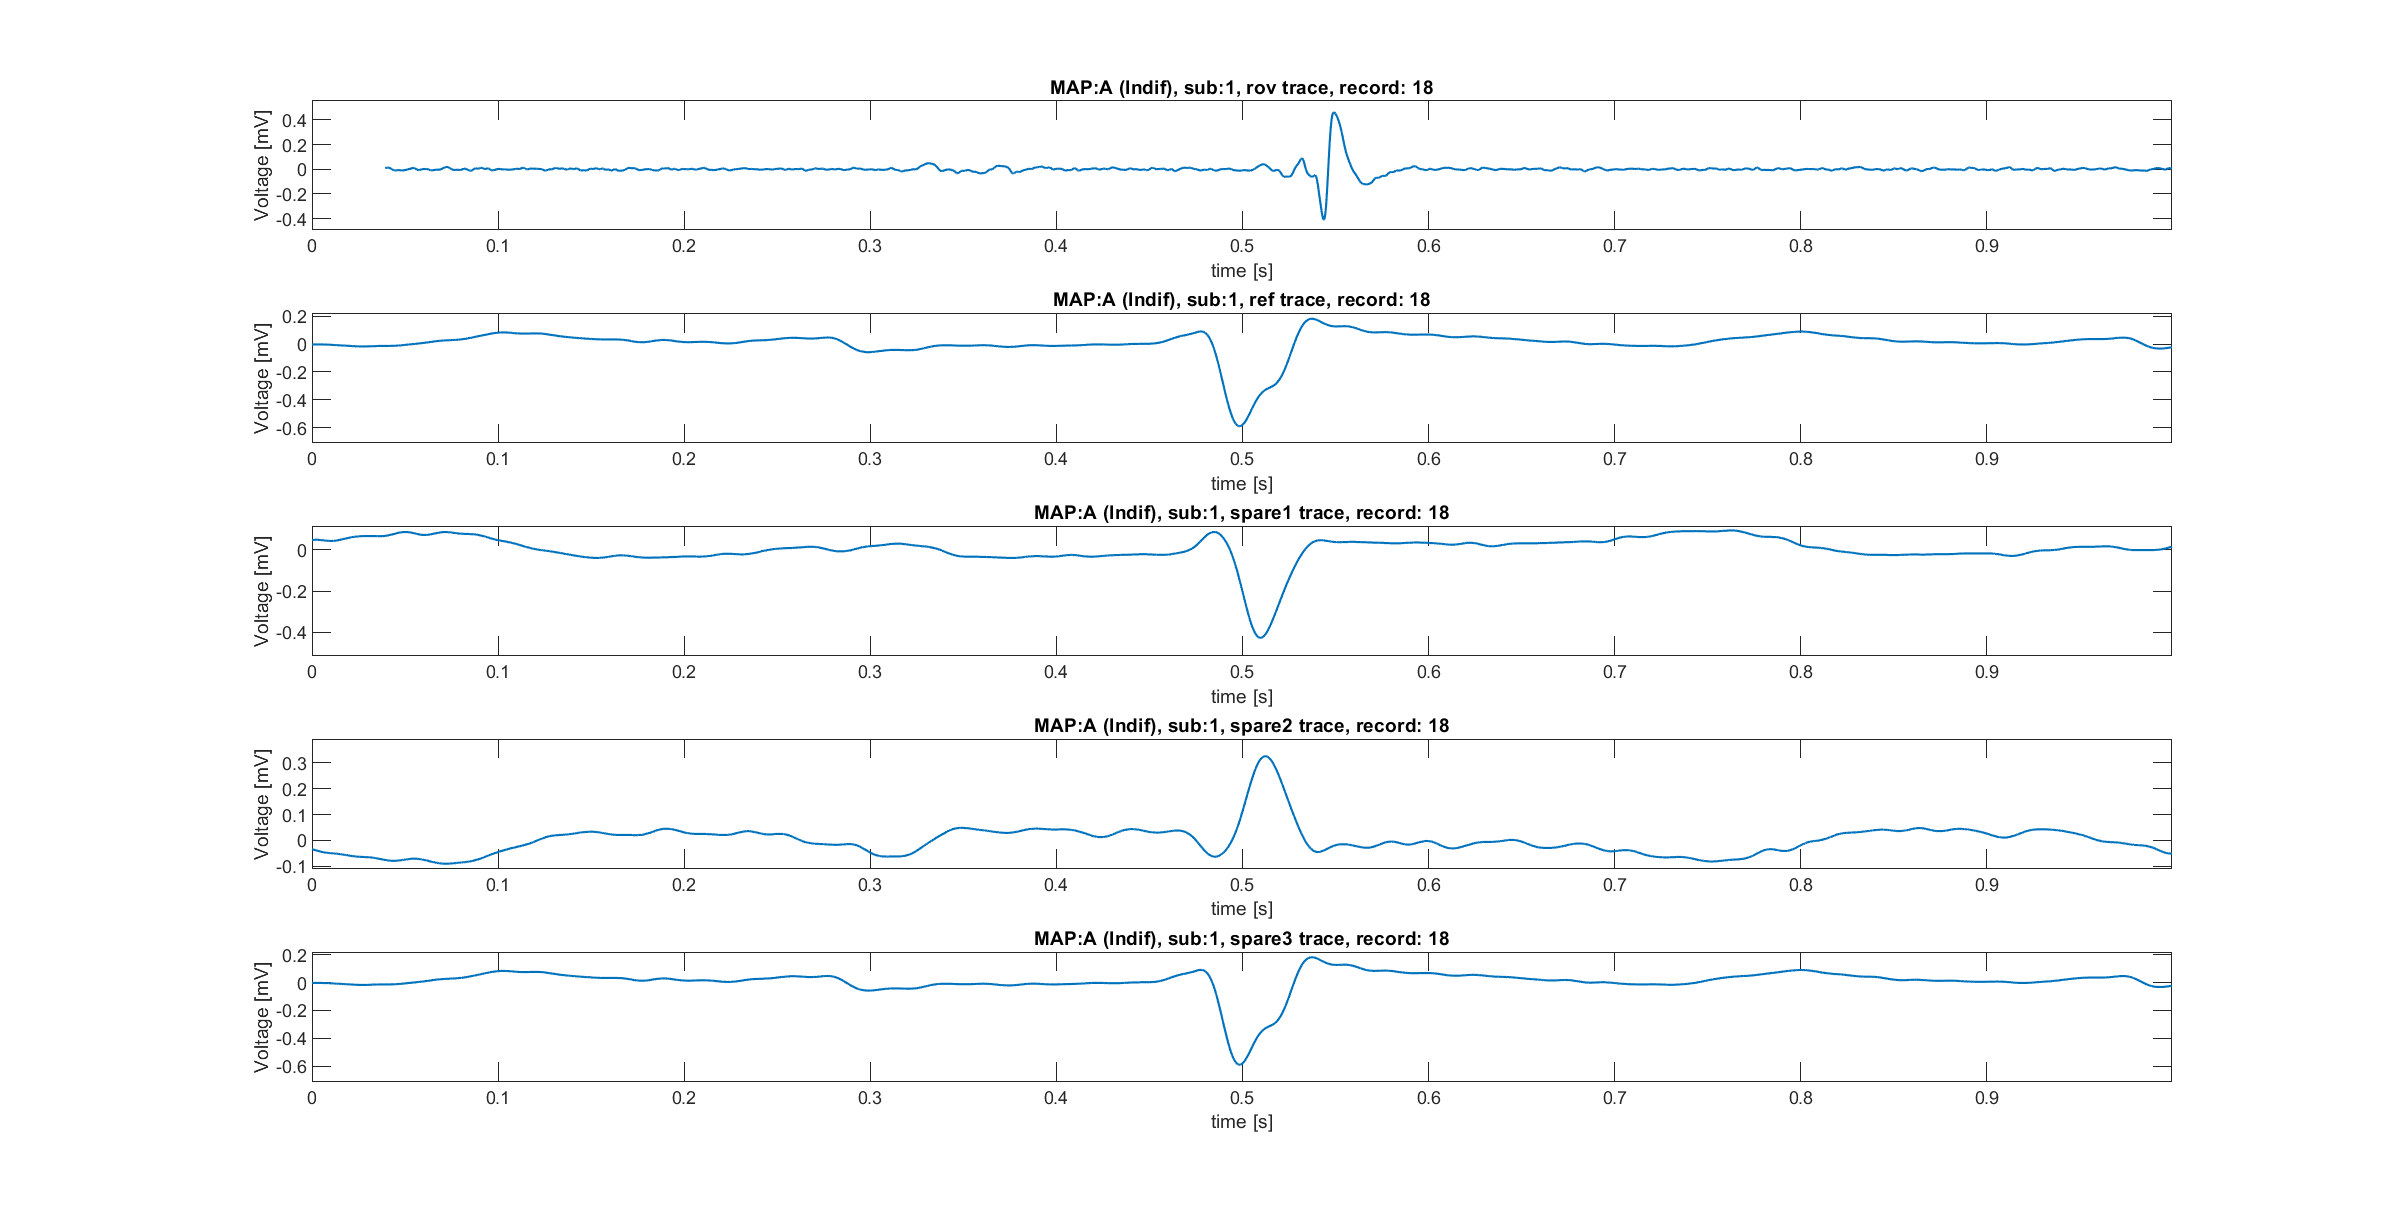 MAP:A (Indif), sub:1, rov trace, record: 18
Voltage [mV]
0.4
0.2
0
-0.2
-0.4
0 0.1 0.2 0.3 0.4 0.5 0.6 0.7 0.8 0.9
time [s]
MAP:A (Indif), sub:1, ref trace, record: 18
Voltage [mV]
0.2
0
-0.2
-0.4
-0.6
0 0.1 0.2 0.3 0.4 0.5 0.6 0.7 0.8 0.9
time [s]
MAP:A (Indif), sub:1, spare1 trace, record: 18
Voltage [mV]
0
-0.2
-0.4
0 0.1 0.2 0.3 0.4 0.5 0.6 0.7 0.8 0.9
time [s]
MAP:A (Indif), sub:1, spare2 trace, record: 18
Voltage [mV]
0.3
0.2
0.1
0
-0.1
0 0.1 0.2 0.3 0.4 0.5 0.6 0.7 0.8 0.9
time [s]
MAP:A (Indif), sub:1, spare3 trace, record: 18
Voltage [mV]
0.2
0
-0.2
-0.4
-0.6
0 0.1 0.2 0.3 0.4 0.5 0.6 0.7 0.8 0.9
time [s]